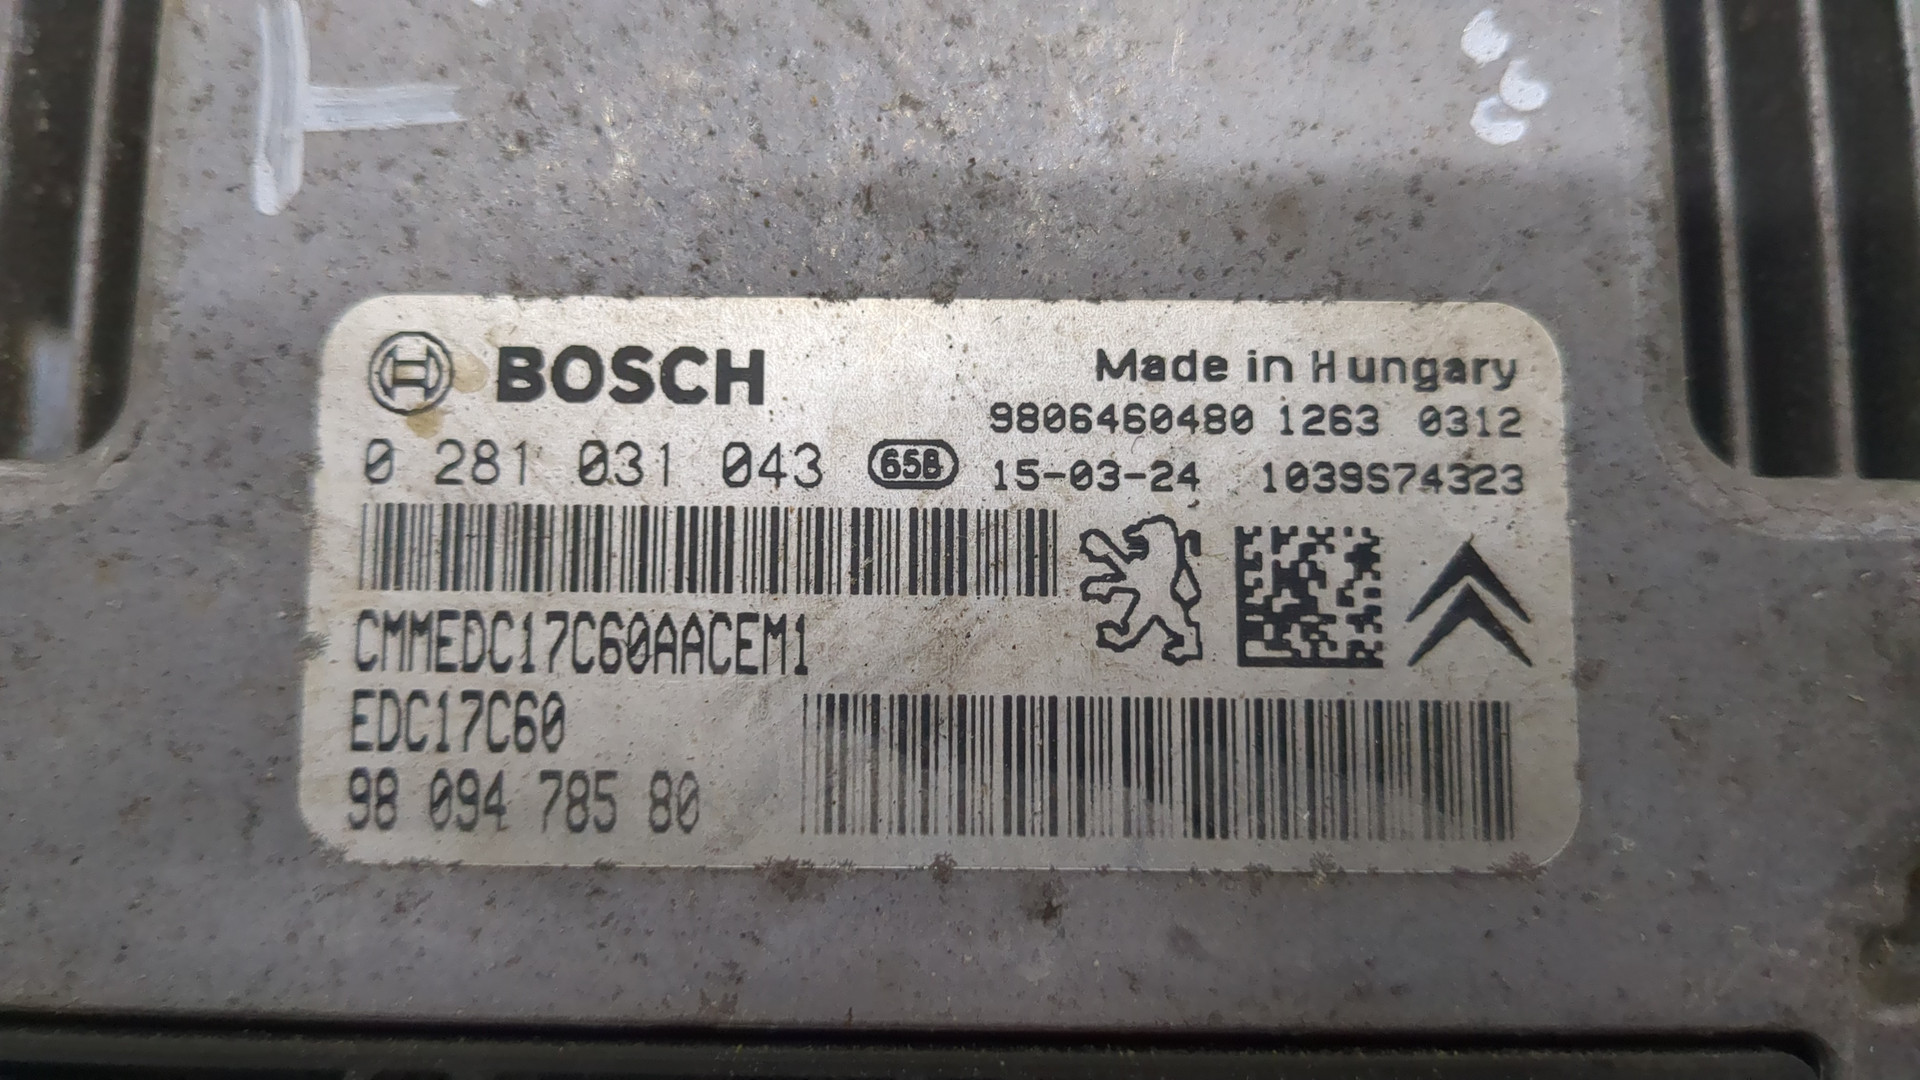 BOSCH
Made in Hungary
9806460480 1263 0312
0 281 031 043 65B 15-03-24 1039S74323
CMMEDC17C60AACEM1
EDC17C60
98 094 785 80